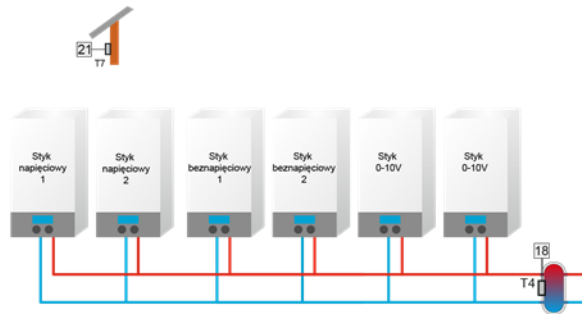 21
T7
Styk
napięciowy
1
Styk
napięciowy
2
Styk
beznapięciowy
1
Styk
beznapięciowy
2
Styk
0-10V
Styk
0-10V
18
T4